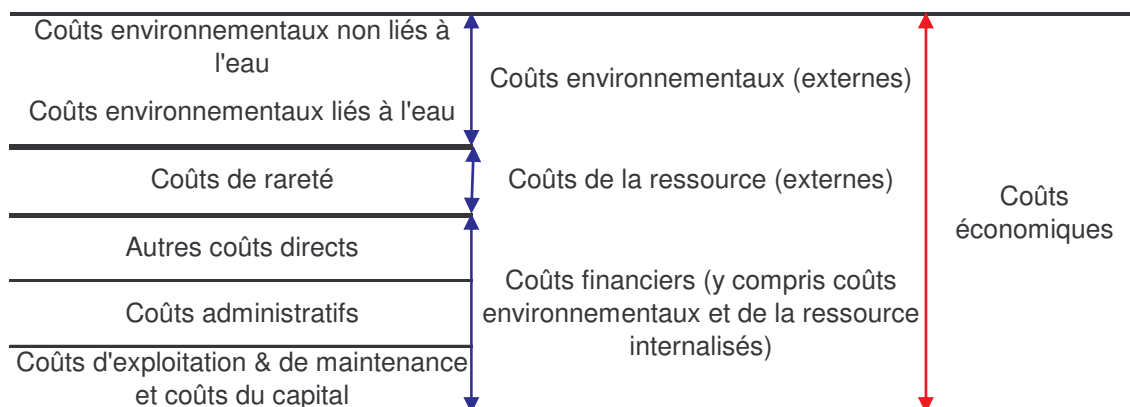 Coûts environnementaux non liés à
l'eau
Coûts environnementaux liés à l'eau
Coûts environnementaux (externes)
Coûts de rareté
Coûts de la ressource (externes)
Autres coûts directs
Coûts administratifs
Coûts d'exploitation & de maintenance
et coûts du capital
Coûts financiers (y compris coûts
environnementaux et de la ressource
internalisés)
Coûts
économiques